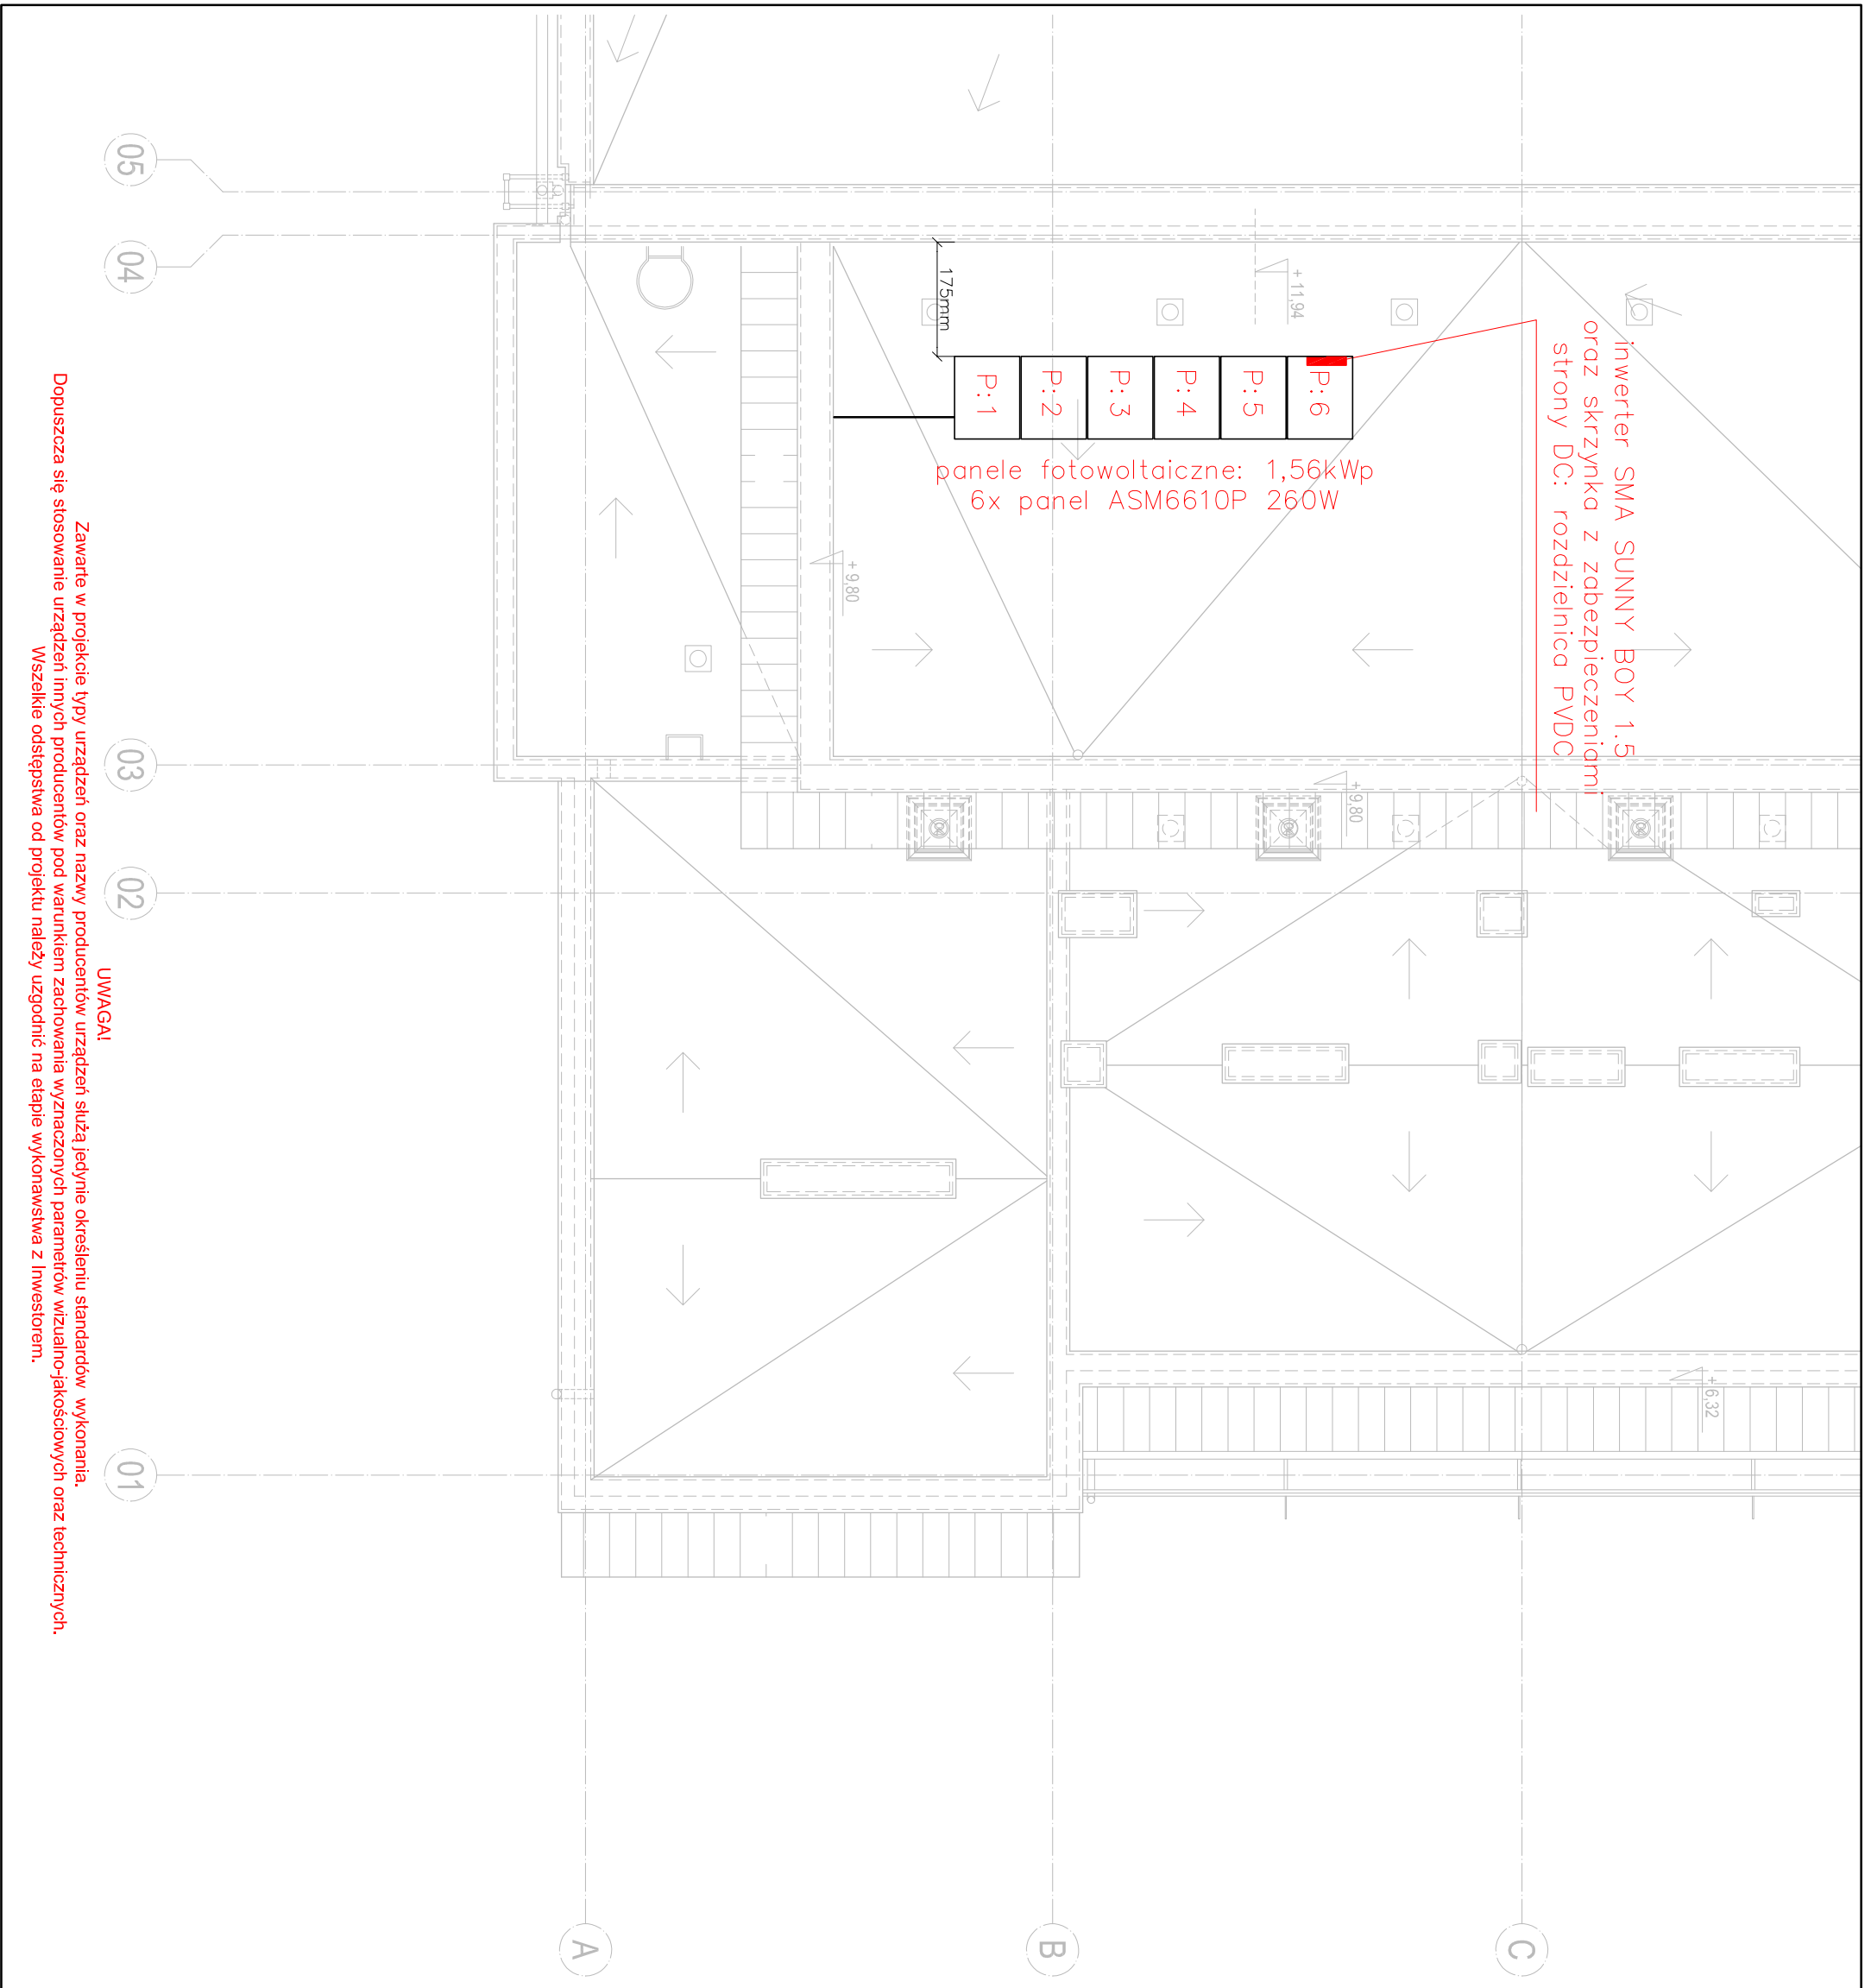 inwerter SMA SUNNY BOY 1.5
oraz skrzynka z zabezpieczeniami
strony DC: rozdzielnica PVDC
+ 11,94
175mm
P:1
P:2
P:3
P:4
P:5
P:6
panele fotowoltaiczne: 1,56kWp
6x panel ASM6610P 260W
+ 9,80
+ 9,80
+ 6,32
05
04
03
02
01
A
B
C
UWAGA!
Zawarte w projekcie typy urządzeń oraz nazwy producentów urządzeń służą jedynie określeniu standardów wykonania.
Dopuszcza się stosowanie urządzeń innych producentów pod warunkiem zachowania wyznaczonych parametrów wizualno-jakościowych oraz technicznych.
Wszelkie odstępstwa od projektu należy uzgodnić na etapie wykonawstwa z Inwestorem.